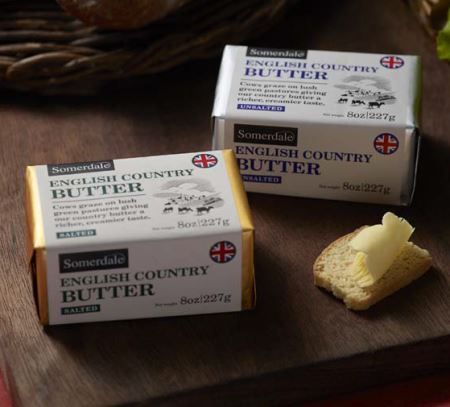 Somerdale
ENGLISH COUNTRY
BUTTER
Cows graze on lush
green pastures giving
our country butter a
richer, creamier taste.
UNSALTED
Net weight 8oz|227g
Somerdale
ENGLISH COUNTRY
BUTTER
UNSALTED
Net weight 8oz|227g
Somerdale
ENGLISH COUNTRY
BUTTER
Cows graze on lush
green pastures giving
our country butter a
richer, creamier taste.
SALTED
Net weight 8oz|227g
Somerdale
ENGLISH COUNTRY
BUTTER
SALTED
Net weight 8oz|227g